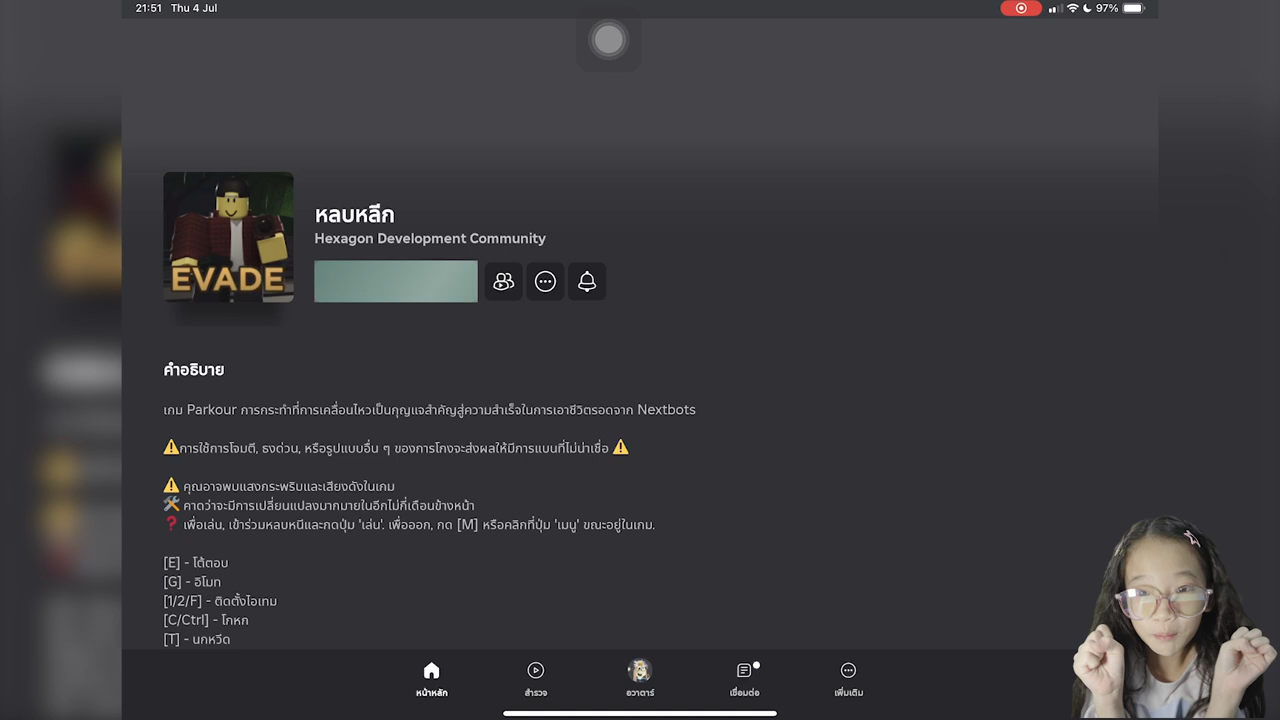 21:51 Thu 4 Jul
97%
EVADE
หลบหลีก
Hexagon Development Community
คำอธิบาย
เกม Parkour การกระทำที่การเคลื่อนไหวเป็นกุญแจสำคัญสู่ความสำเร็จในการเอาชีวิตรอดจาก Nextbots
⚠️การใช้การโจมตี, ธงด่วน, หรือรูปแบบอื่น ๆ ของการโกงจะส่งผลให้มีการแบนที่ไม่น่าเชื่อ ⚠️
⚠️ คุณอาจพบแสงกระพริบและเสียงดังในเกม
🛠️ คาดว่าจะมีการเปลี่ยนแปลงมากมายในอีกไม่กี่เดือนข้างหน้า
❓ เพื่อเล่น, เข้าร่วมหลบหนีและกดปุ่ม 'เล่น'. เพื่อออก, กด [M] หรือคลิกที่ปุ่ม 'เมนู' ขณะอยู่ในเกม.
[E] - โต้ตอบ
[G] - อิโมท
[1/2/F] - ติดตั้งไอเทม
[C/Ctrl] - โกหก
[T] - นกหวีด
หน้าหลัก
สำรวจ
อวาตาร์
เชื่อมต่อ
เพิ่มเติม